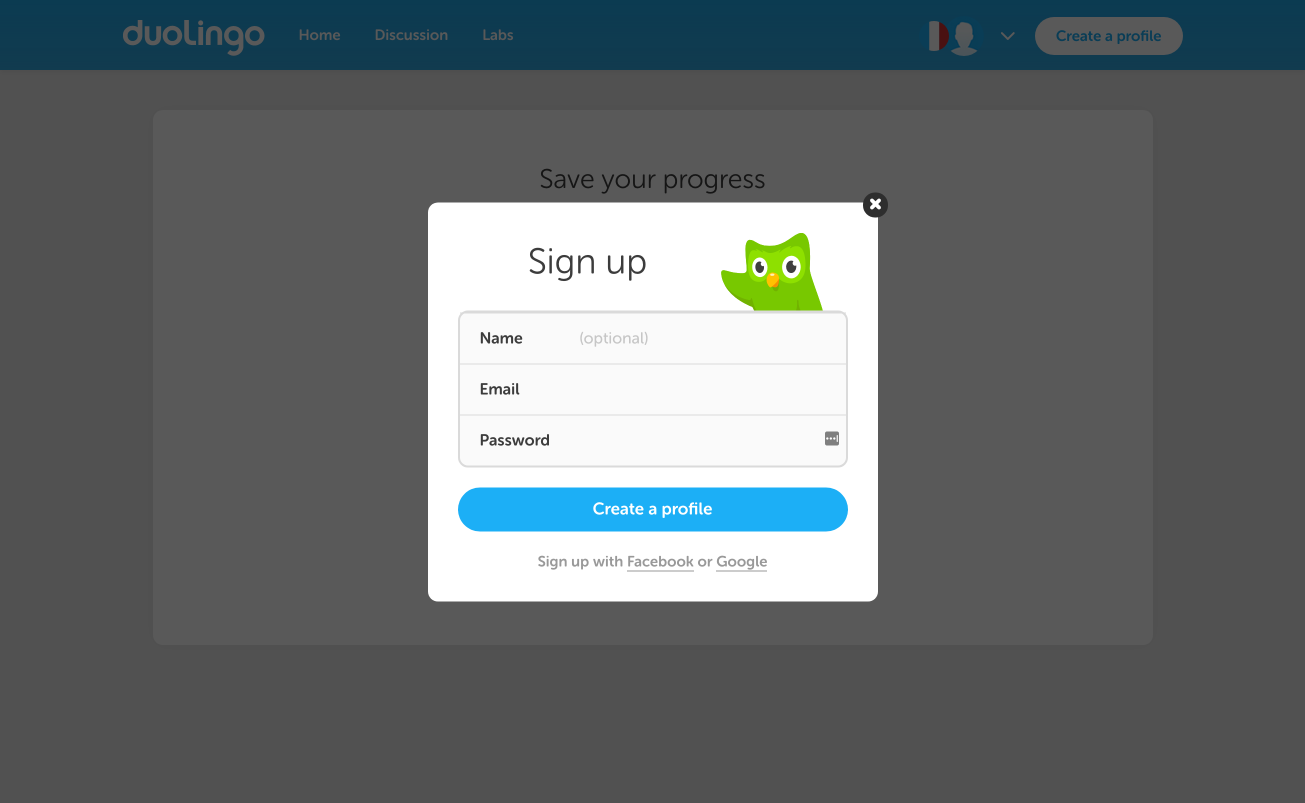 duolingo
Home Discussion Labs
Create a profile
Save your progress
Sign up
Name (optional)
Email
Password
Create a profile
Sign up with Facebook or Google